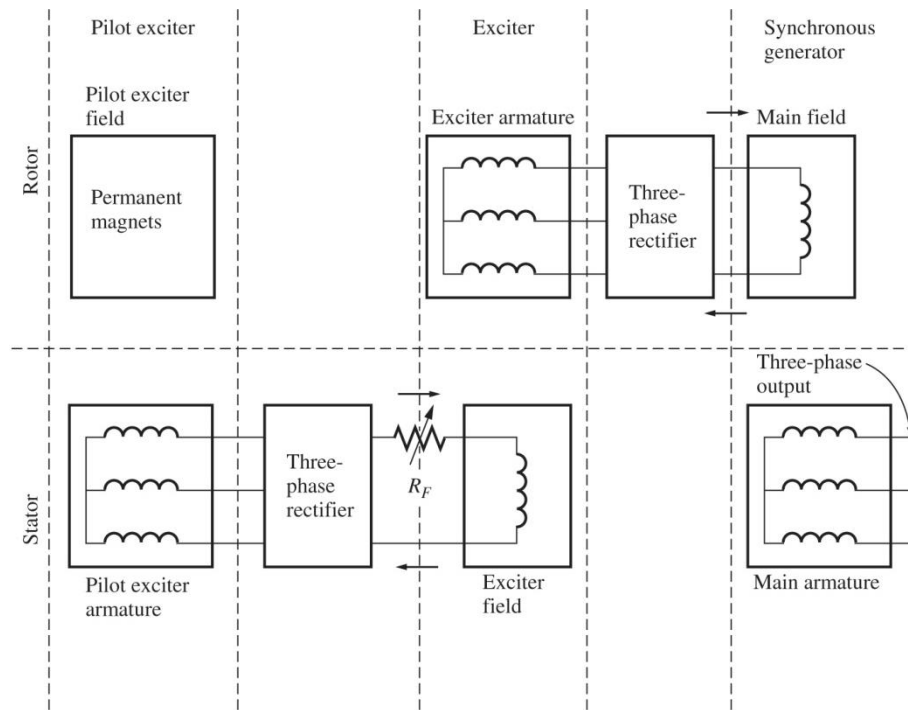 Pilot exciter
Exciter
Synchronous
generator
Rotor
Pilot exciter
field
Permanent
magnets
Exciter armature
Three-
phase
rectifier
Main field
Stator
Pilot exciter
armature
Three-
phase
rectifier
R_F
Exciter
field
Three-phase
output
Main armature